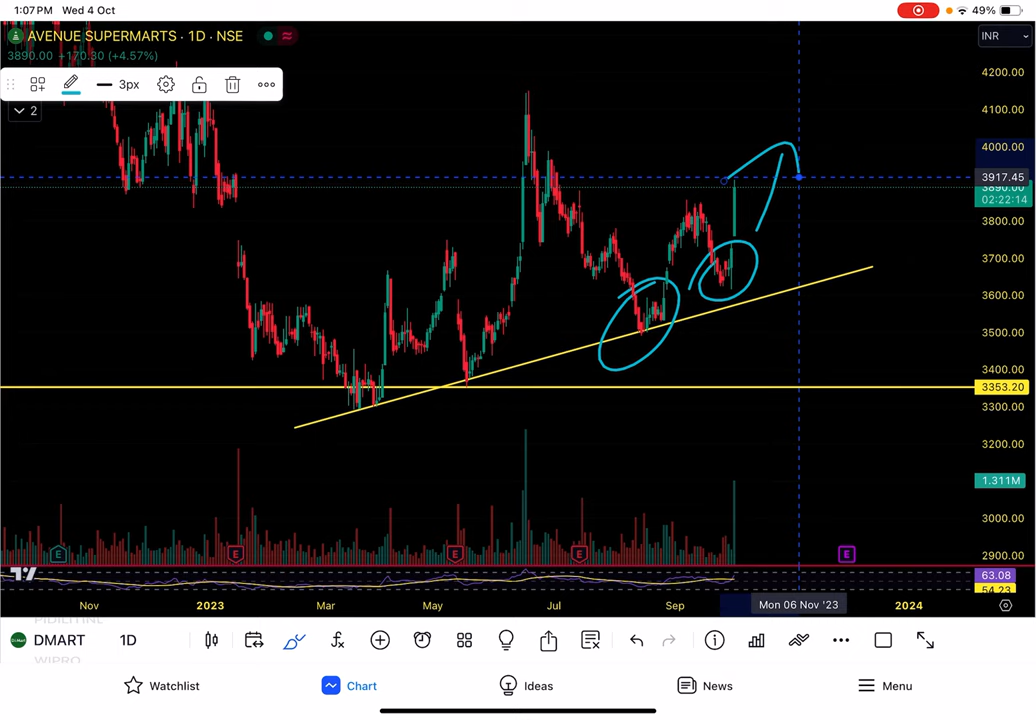 1:07PM Wed 4 Oct
49%
AVENUE SUPERMARTS · 1D · NSE
INR
3890.00 +170.30 (+4.57%)
3px
2
4200.00
4100.00
4000.00
3917.45
3890.00
02:22:14
3800.00
3700.00
3600.00
3500.00
3400.00
3353.20
3300.00
3200.00
1.311M
3000.00
2900.00
E
E
E
E
E
63.08
54.23
Nov
2023
Mar
May
Jul
Sep
Mon 06 Nov '23
2024
PIDILITIND
DMART
1D
WIPRO
Watchlist
Chart
Ideas
News
Menu